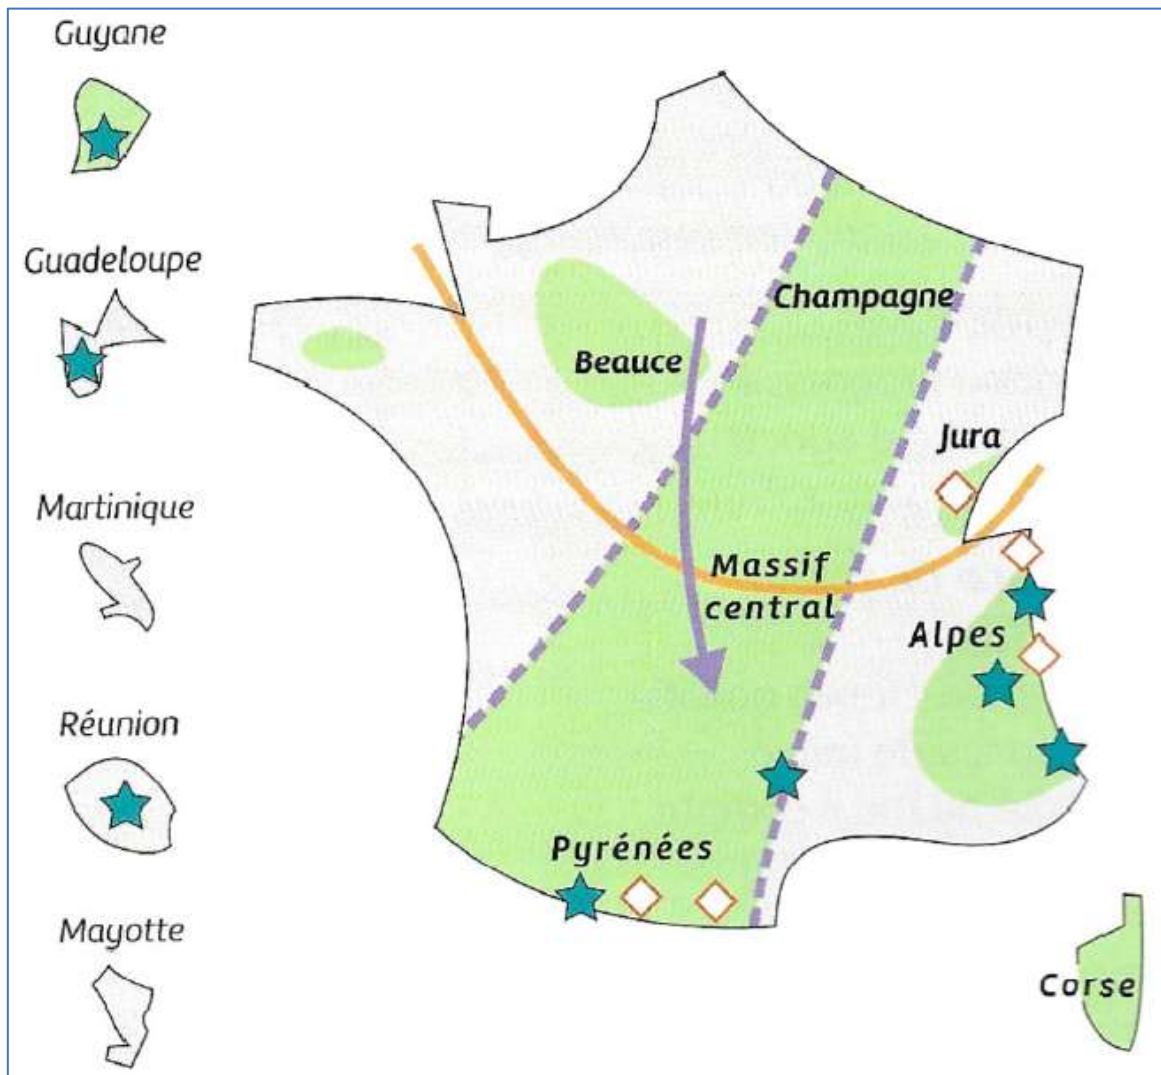 Guyane
Guadeloupe
Martinique
Réunion
Mayotte
Champagne
Beauce
Jura
Massif
central
Alpes
Pyrénées
Corse